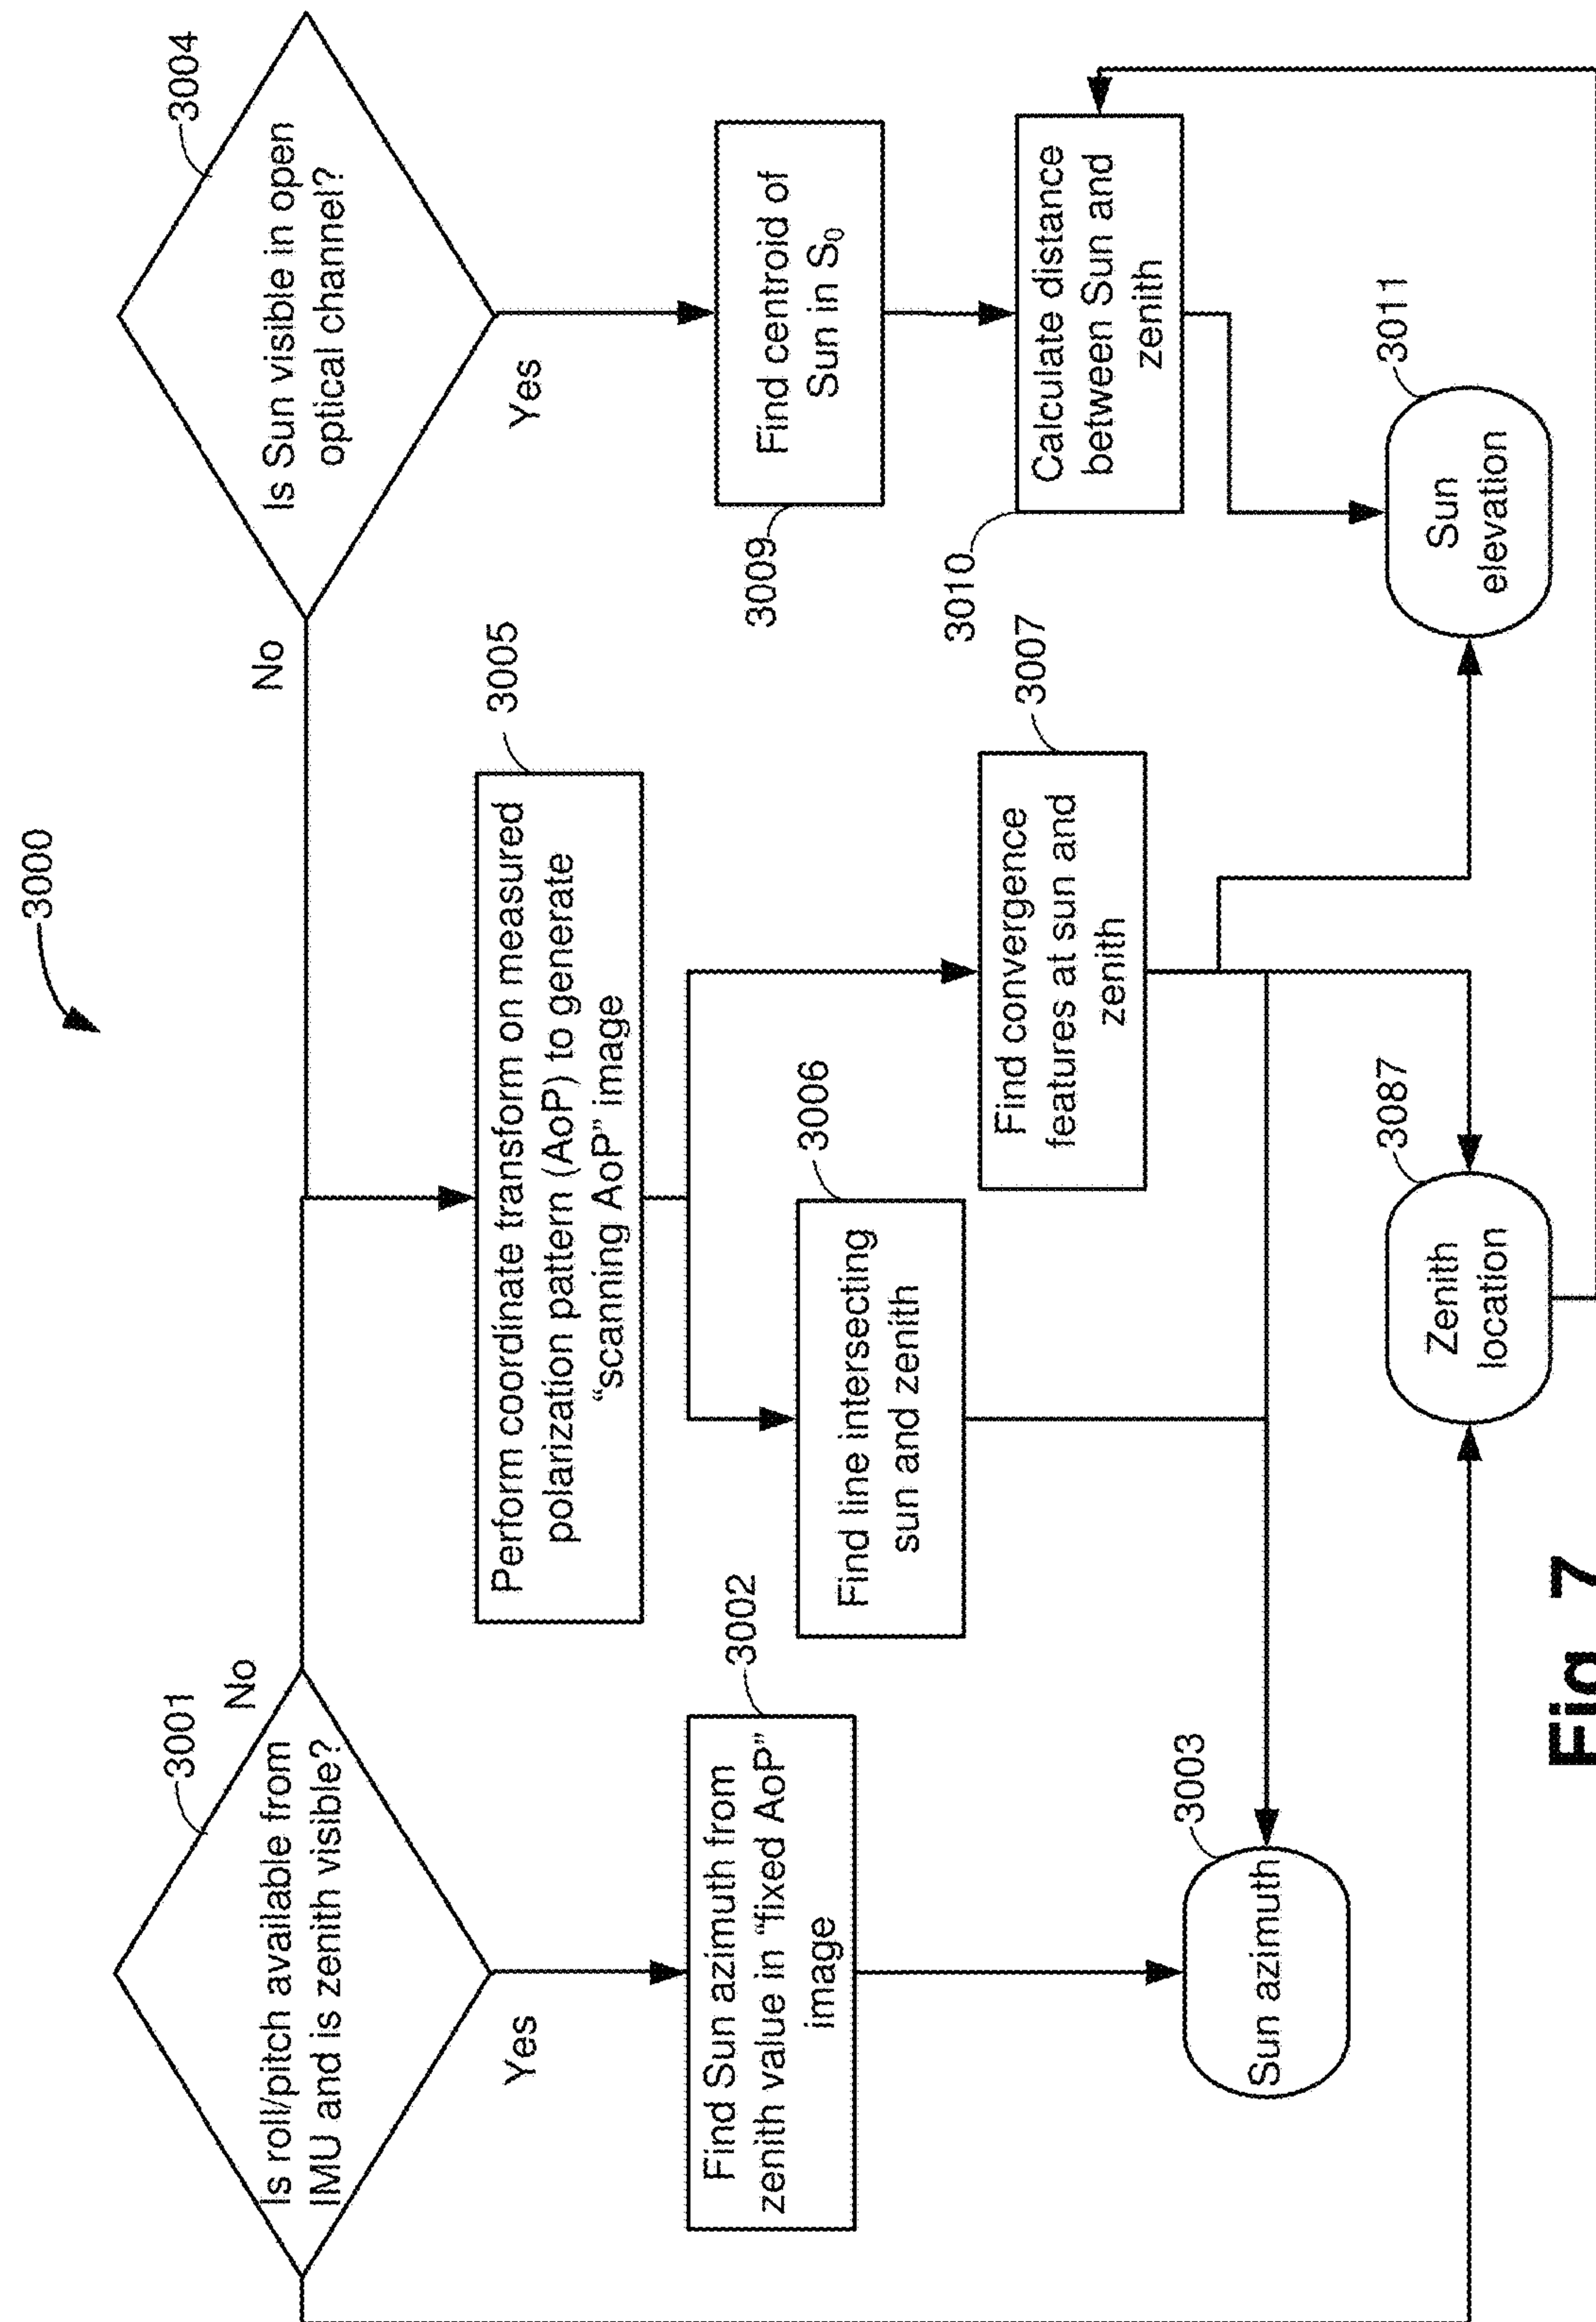 3000
3001
Is roll/pitch available from
IMU and is zenith visible?
No
Yes
3004
Is Sun visible in open
optical channel?
No
Yes
3005
Perform coordinate transform on measured
polarization pattern (AoP) to generate
“scanning AoP” image
3002
Find Sun azimuth from
zenith value in “fixed AoP”
image
3006
Find line intersecting
sun and zenith
3007
Find convergence
features at sun and
zenith
3009
Find centroid of
Sun in S₀
3010
Calculate distance
between Sun and
zenith
3003
Sun azimuth
3087
Zenith
location
3011
Sun
elevation
Fig. 7